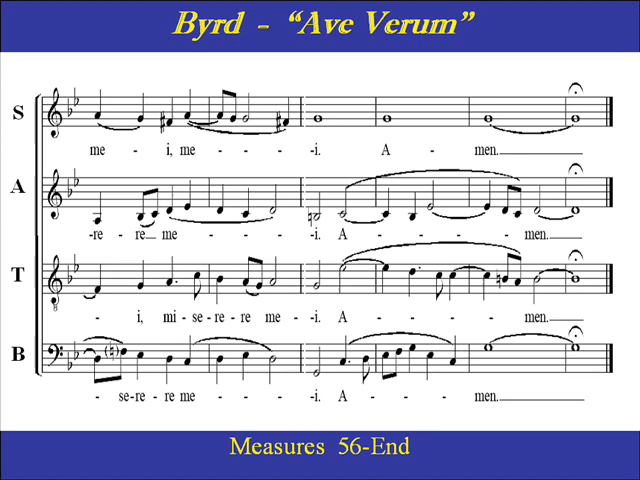 Byrd - “Ave Verum”
S
me - i, me - - - i. A - men.
A
-re - re me - - - i. A - - - men.
T
- i, mi - se - re - re me - i. A - - - men.
B
- se - re - re me - - - i. A - - - men.
Measures 56-End